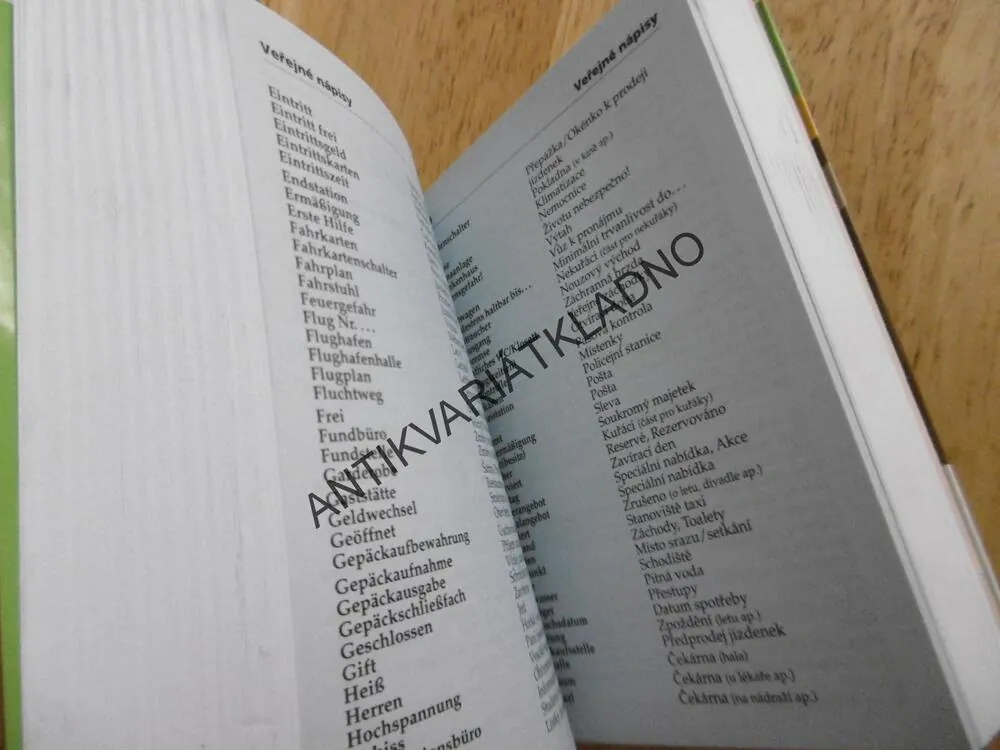 Veřejné nápisy
Eintritt
Eintritt frei
Eintrittsgeld
Eintrittskarten
Eintrittszeit
Endstation
Ermäßigung
Erste Hilfe
Fahrkarten
Fahrkartenschalter
Fahrplan
Fahrstuhl
Feuergefahr
Flug Nr. …
Flughafen
Flughafenhalle
Flugplan
Fluchtweg
Frei
Fundbüro
Fundstelle
Garderobe
Gaststätte
Geldwechsel
Geöffnet
Gepäckaufbewahrung
Gepäckaufnahme
Gepäckausgabe
Gepäckschließfach
Geschlossen
Gift
Heiß
Herren
Hochspannung
Veřejné nápisy
Přepážka/Okénko k prodeji
jízdenek
Pokladna (v kině ap.)
Klimatizace
Nemocnice
Životu nebezpečno!
Výtah
Vůz k pronájmu
Minimální trvanlivost do…
Nekuřáci (část pro nekuřáky)
Nouzový východ
Záchranná brzda
kontrola
Místenky
Policejní stanice
Pošta
Pošta
Sleva
Soukromý majetek
Kuřáci (část pro kuřáky)
Reservé, Rezervováno
Zavírací den
Speciální nabídka, Akce
Speciální nabídka
Zrušeno (o letu, divadle ap.)
Stanoviště taxi
Záchody, Toalety
Místo srazu/setkání
Schodiště
Pitná voda
Přestupy
Datum spotřeby
Zpoždění (letu ap.)
Předprodej jízdenek
Čekárna (hala)
Čekárna (u lékaře ap.)
Čekárna (na nádraží ap.)
ANTIKVARIATKLADNO